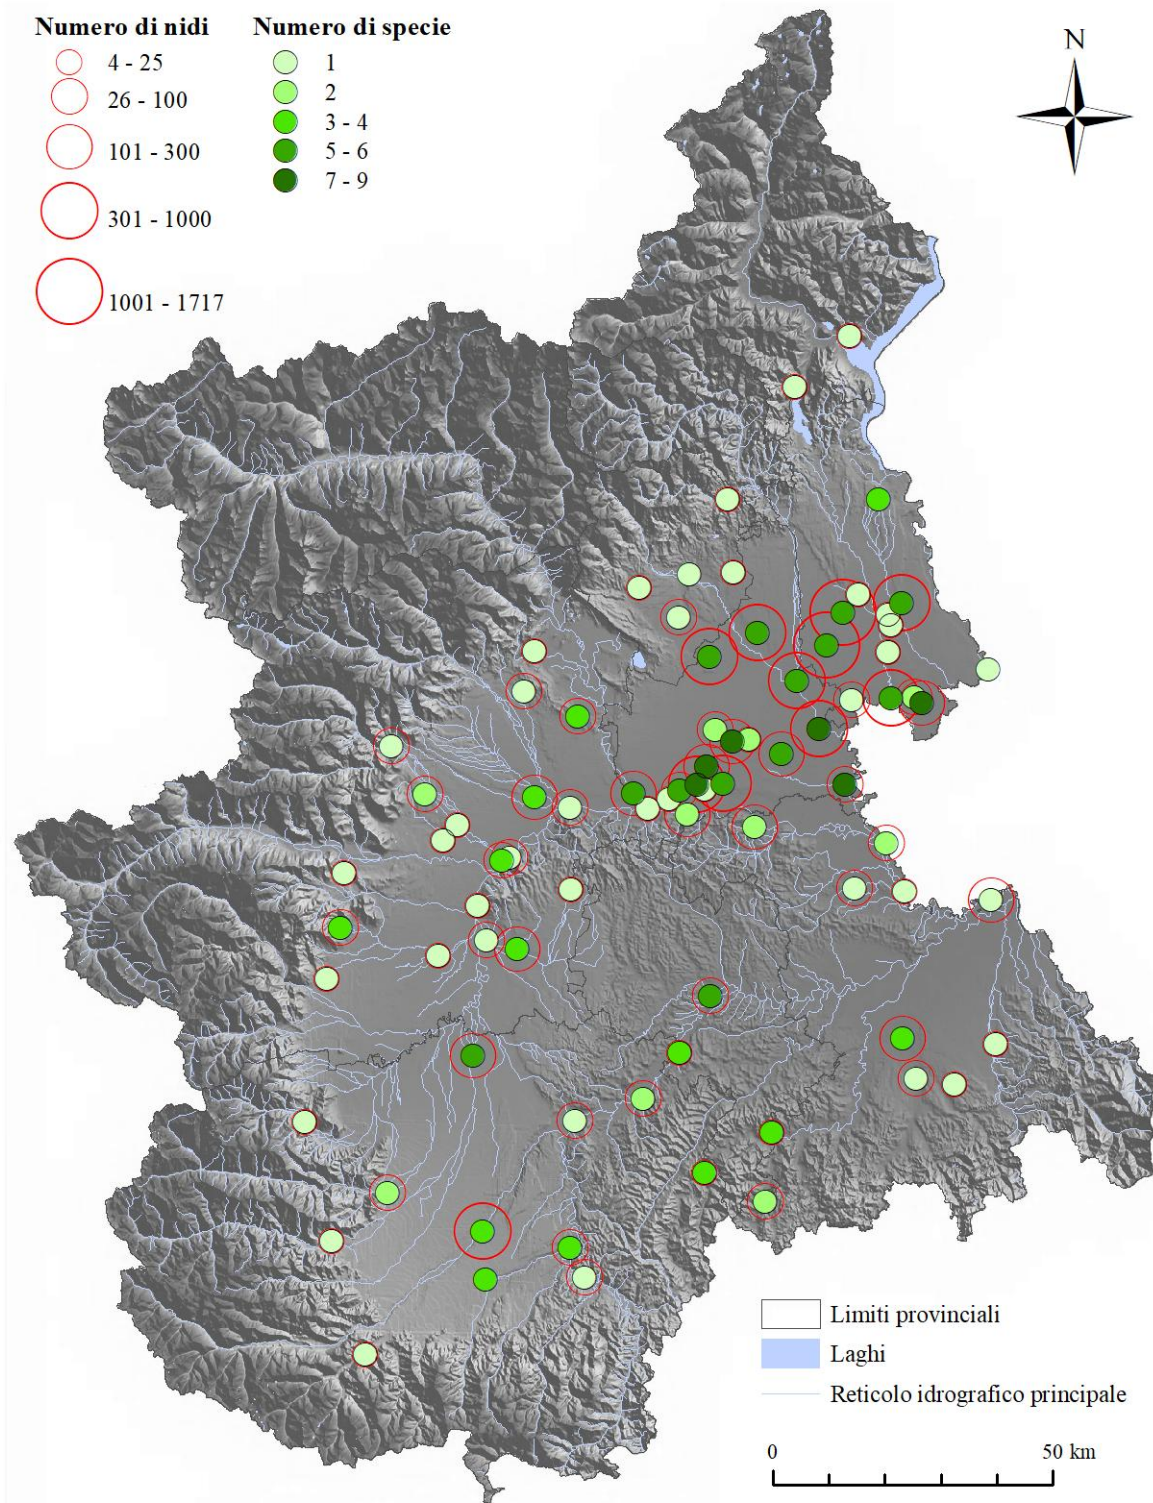 Numero di nidi
4 - 25
26 - 100
101 - 300
301 - 1000
1001 - 1717
Numero di specie
1
2
3 - 4
5 - 6
7 - 9
N
Limiti provinciali
Laghi
Reticolo idrografico principale
0 50 km